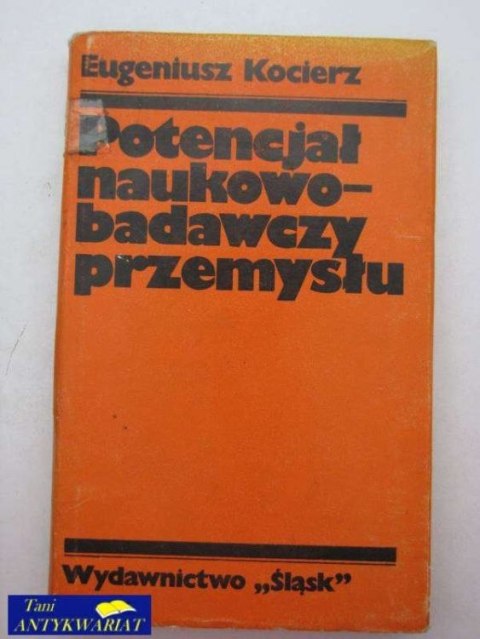 Eugeniusz Kocierz
Potencjał
naukowo-
badawczy
przemysłu
Wydawnictwo „Śląsk”
Tani
ANTYKWARIAT